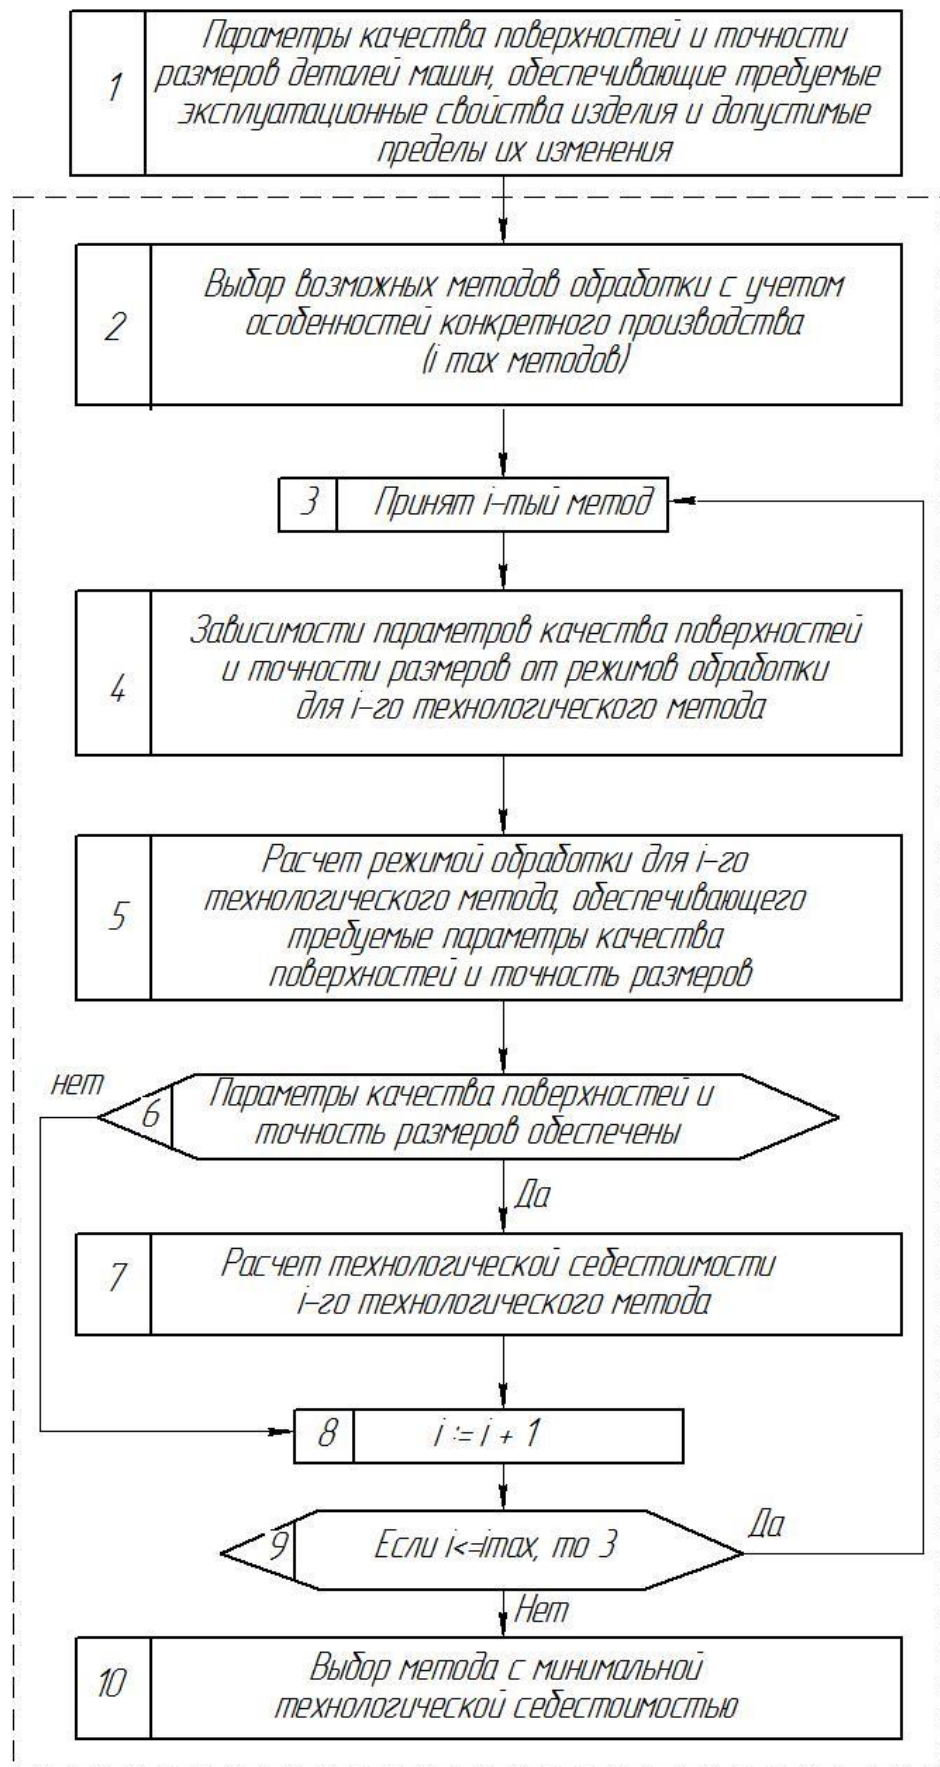 1
Параметры качества поверхностей и точности
размеров деталей машин, обеспечивающие требуемые
эксплуатационные свойства изделия и допустимые
пределы их изменения
2
Выбор возможных методов обработки с учетом
особенностей конкретного производства
(i max методов)
3
Принят i-тый метод
4
Зависимости параметров качества поверхностей
и точности размеров от режимов обработки
для i-го технологического метода
5
Расчет режимой обработки для i-го
технологического метода, обеспечивающего
требуемые параметры качества
поверхностей и точность размеров
нет
6
Параметры качества поверхностей и
точность размеров обеспечены
Да
7
Расчет технологической себестоимости
i-го технологического метода
8
i := i + 1
9
Если i<=imax, то 3
Да
Нет
10
Выбор метода с минимальной
технологической себестоимостью